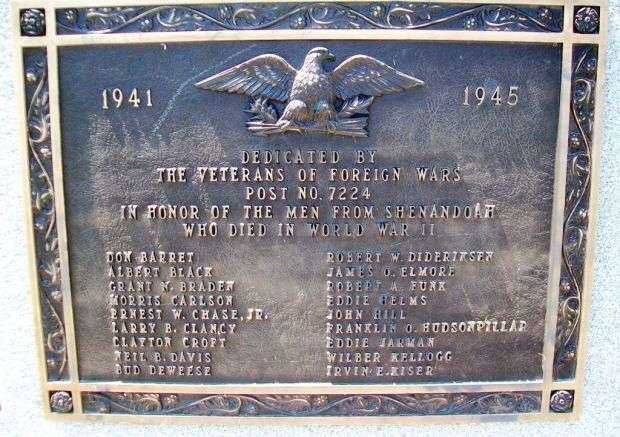 1941 1945
DEDICATED BY
THE VETERANS OF FOREIGN WARS
POST NO. 7224
IN HONOR OF THE MEN FROM SHENANDOAH
WHO DIED IN WORLD WAR II
DON BARRET
ALBERT BLACK
GRANT N. BRADEN
MORRIS CARLSON
ERNEST W. CHASE, JR.
LARRY B. CLANCY
CLAYTON CROFT
NEIL B. DAVIS
BUD DEWEESE
ROBERT W. DIDERIKSEN
JAMES O. ELMORE
ROBERT A. FUNK
EDDIE HELMS
JOHN HILL
FRANKLIN O. HUDSONPILLAR
EDDIE JARMAN
WILBER KELLOGG
IRVIN E. KISER